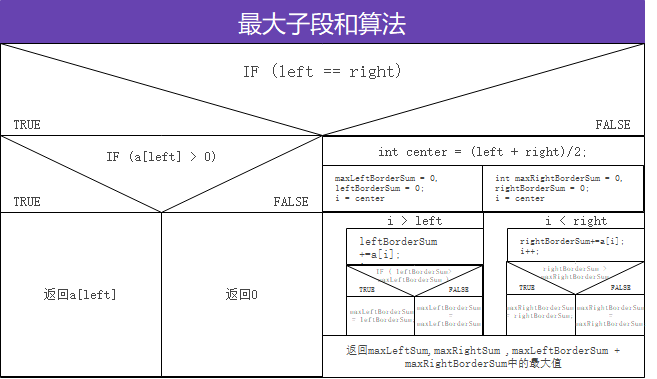 最大子段和算法
IF (left == right)
TRUE
FALSE
IF (a[left] > 0)
TRUE
FALSE
int center = (left + right)/2;
maxLeftBorderSum = 0,
leftBorderSum = 0;
i = center
int maxRightBorderSum = 0,
rightBorderSum = 0;
i = center
返回a[left]
返回0
i > left
leftBorderSum
+=a[i];
IF ( leftBorderSum>
maxLeftBorderSum
TRUE
FALSE
maxLeftBorderSum
= leftBorderSum;
maxLeftBorderSum
=
maxLeftBorderSum
i < right
rightBorderSum+=a[i];
i++;
rightBorderSum >
maxRightBorderSum
TRUE
FALSE
maxRightBorderSum
= rightBorderSum;
maxRightBorderSum
=
maxRightBorderSum
返回maxLeftSum,maxRightSum ,maxLeftBorderSum +
maxRightBorderSum中的最大值